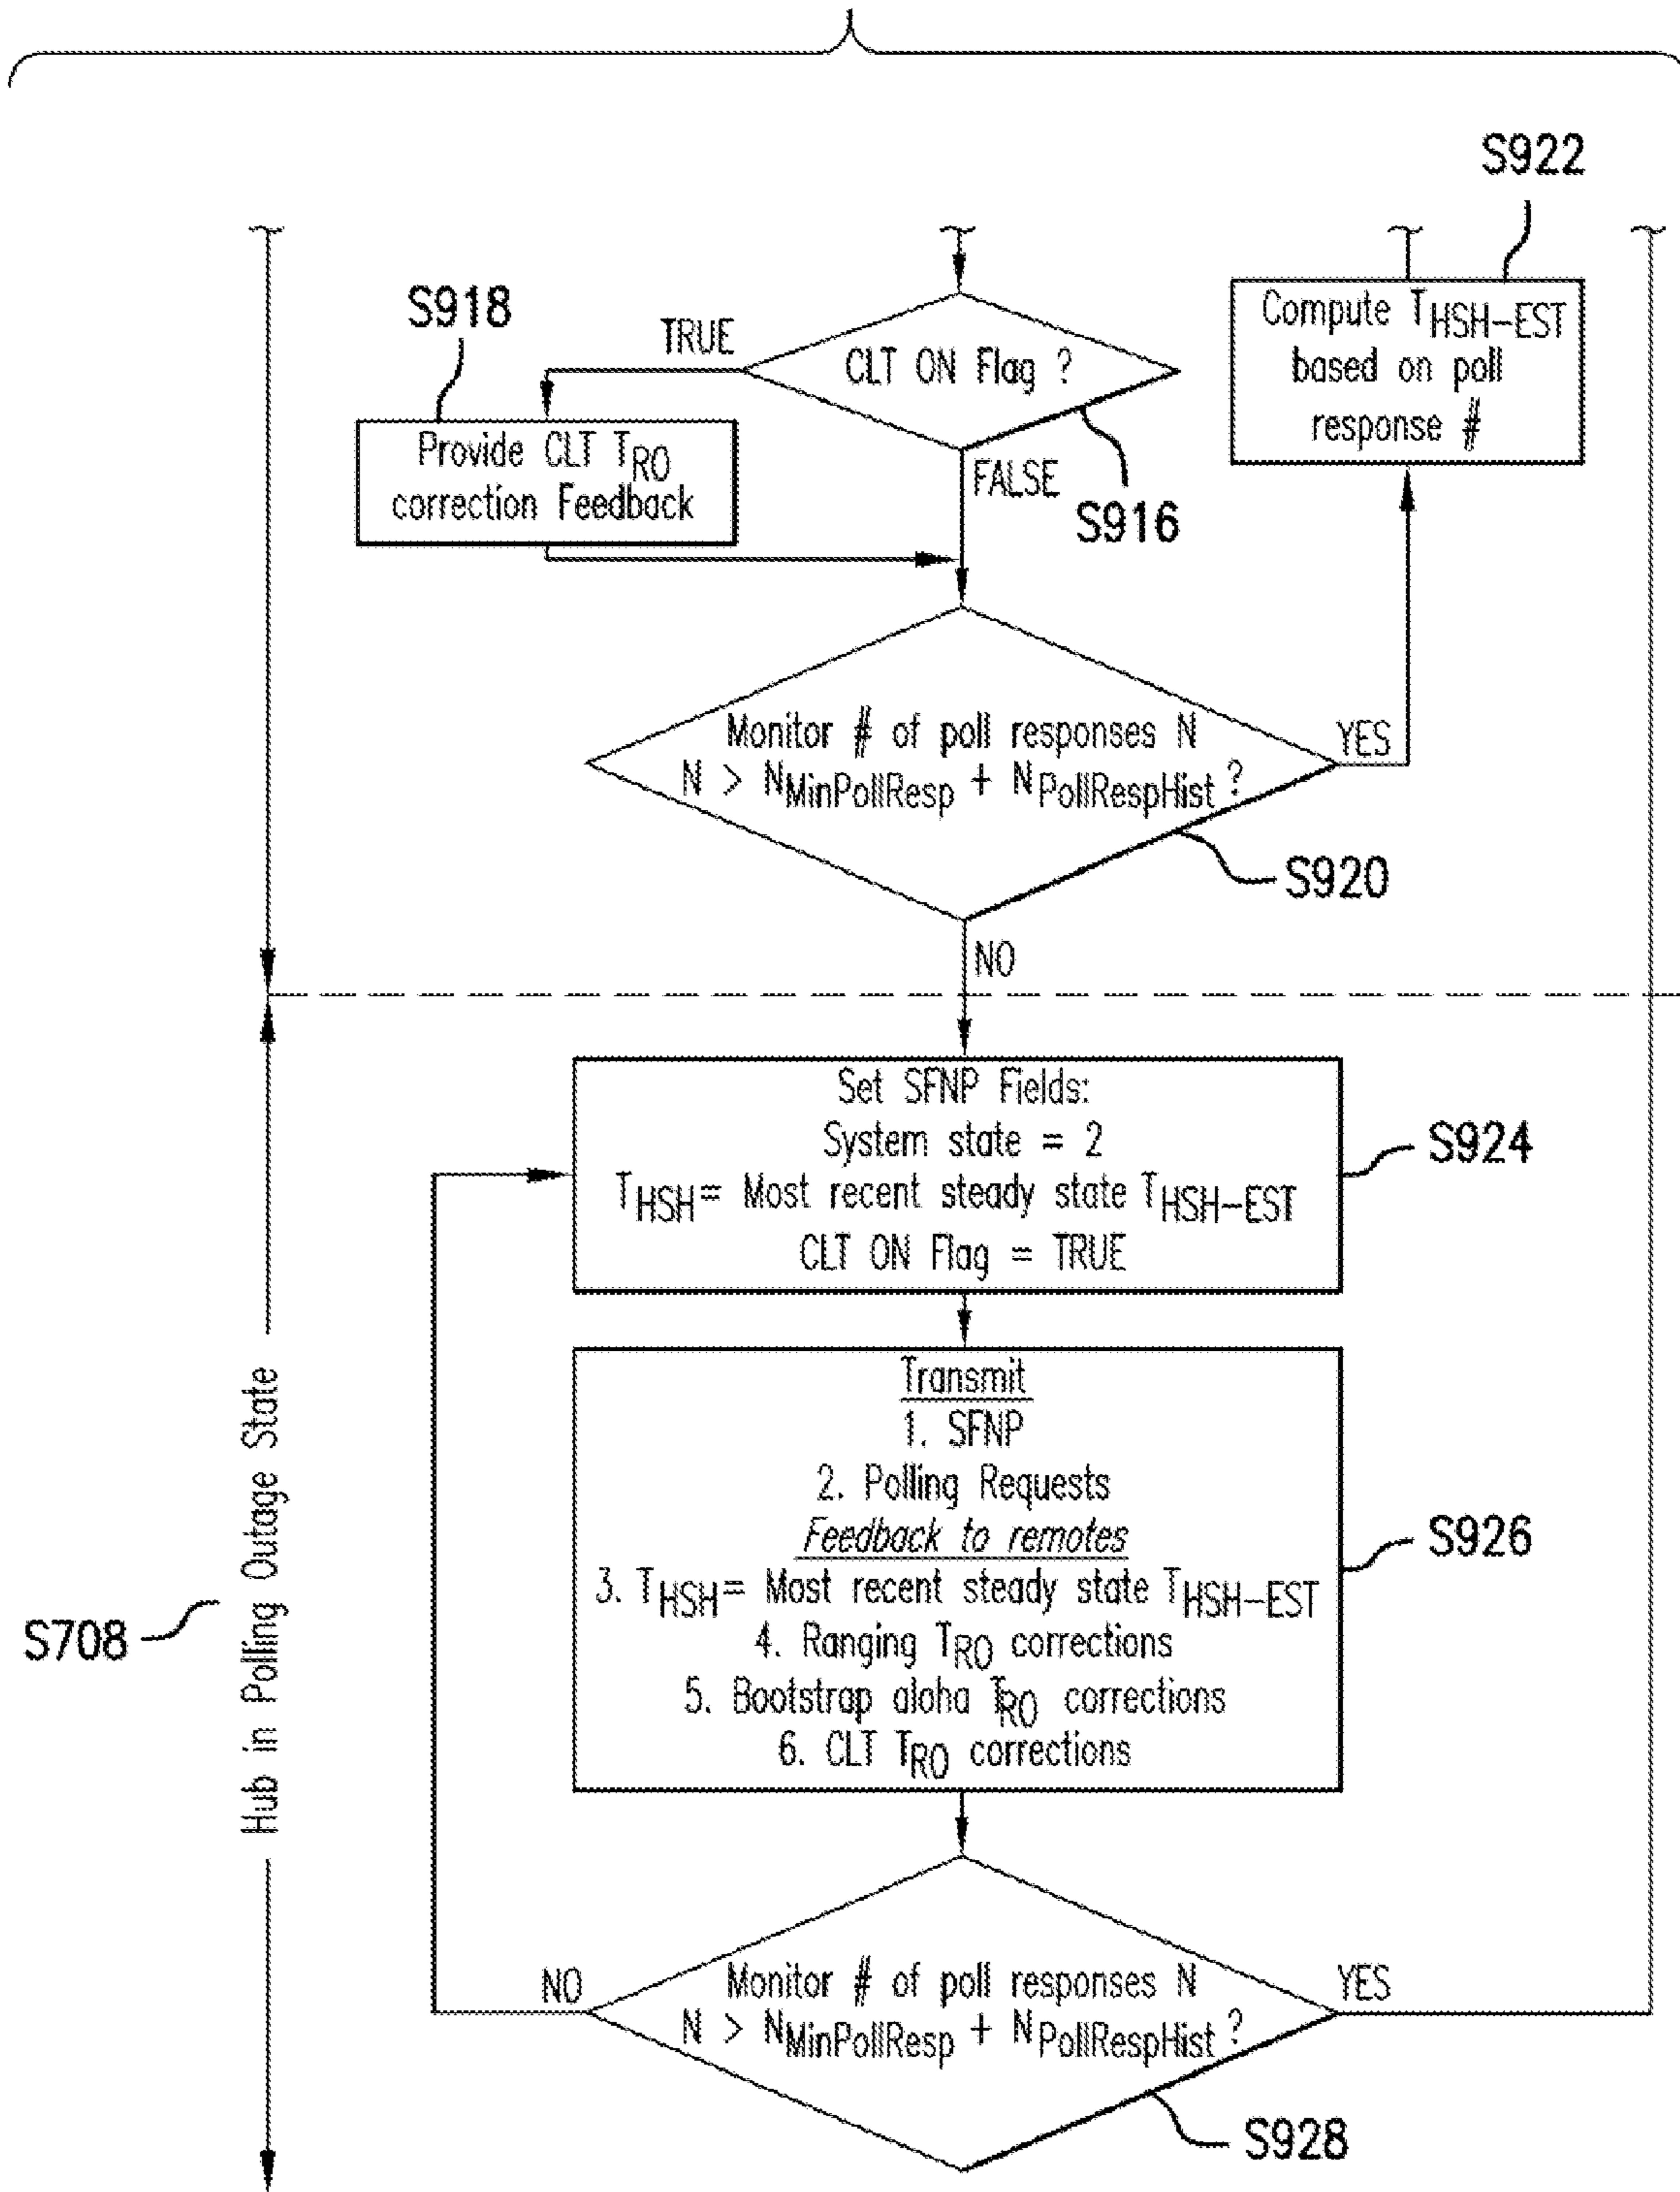 S922
S918
TRUE
CLT ON Flag ?
Compute THSH-EST
based on poll
response #
Provide CLT TRO
correction Feedback
FALSE
S916
Monitor # of poll responses N
N > NMinPollResp + NPollRespHist ?
YES
S920
NO
Set SFNP Fields:
System state = 2
THSH = Most recent steady state THSH-EST
CLT ON Flag = TRUE
S924
Transmit
1. SFNP
2. Polling Requests
Feedback to remotes
3. THSH = Most recent steady state THSH-EST
4. Ranging TRO corrections
5. Bootstrap aloha TRO corrections
6. CLT TRO corrections
S926
S708
Hub in Polling Outage State
NO
Monitor # of poll responses N
N > NMinPollResp + NPollRespHist ?
YES
S928